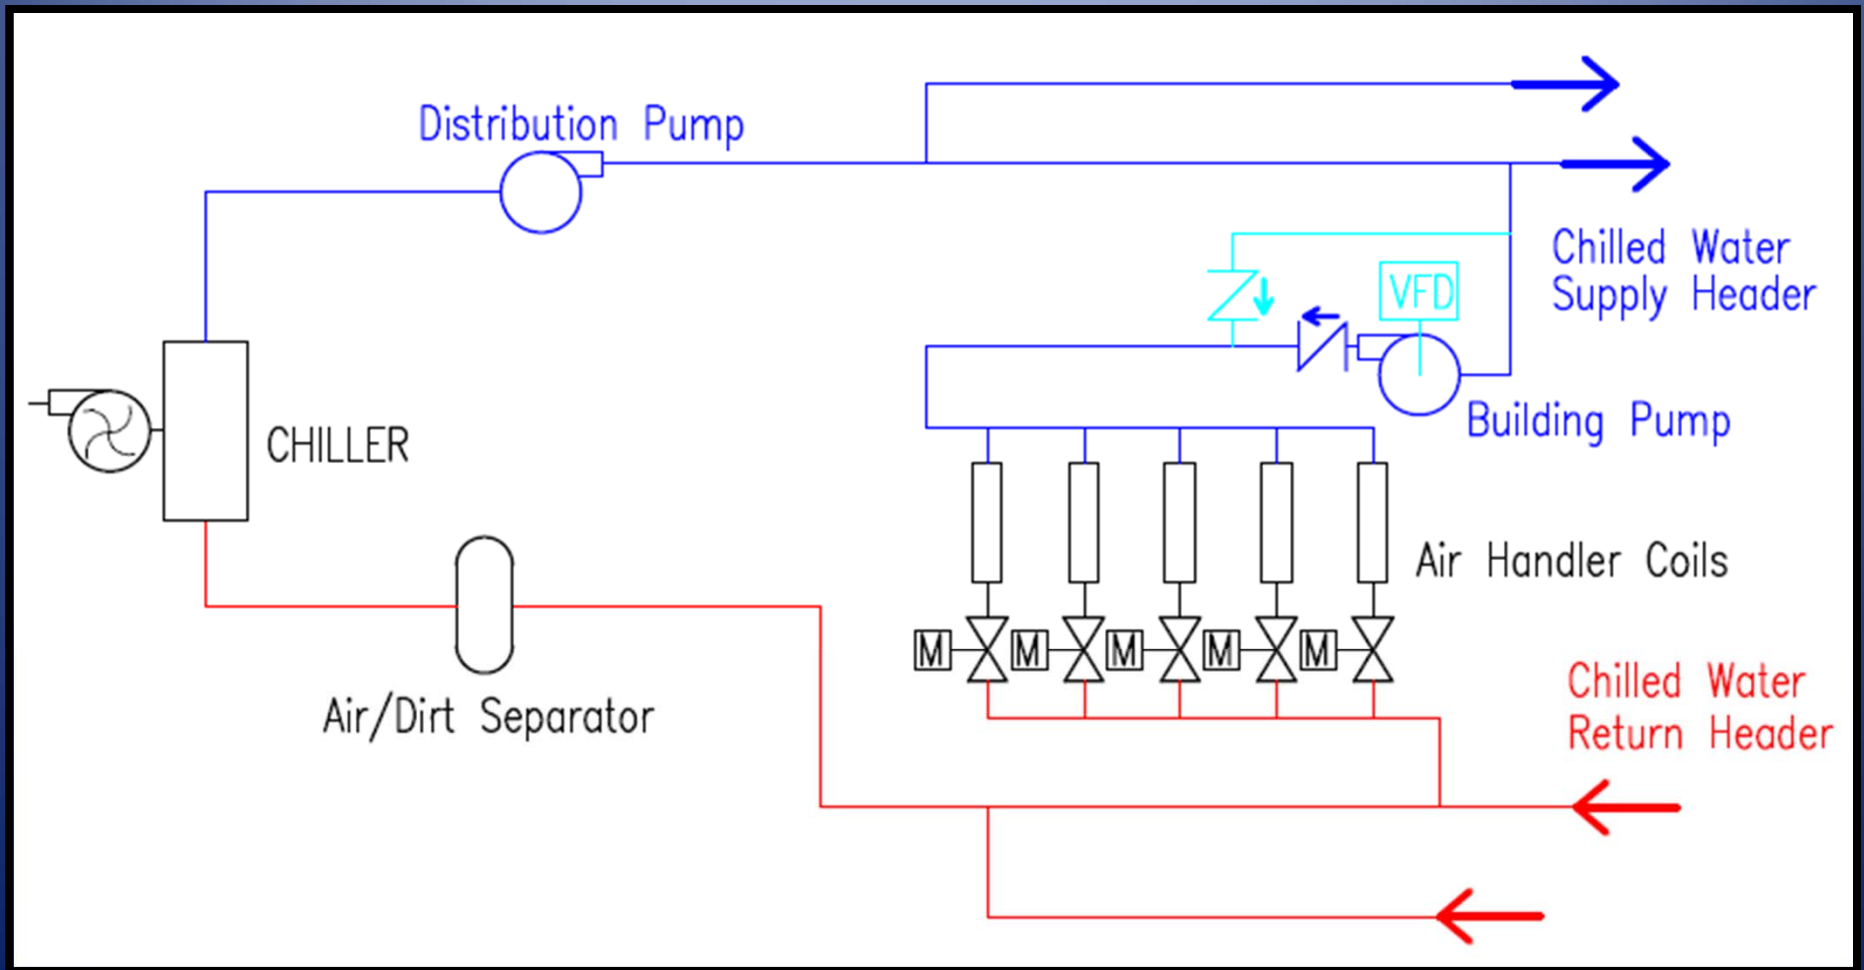 Distribution Pump
Chilled Water
Supply Header
VFD
Building Pump
CHILLER
Air Handler Coils
M M M M M
Air/Dirt Separator
Chilled Water
Return Header